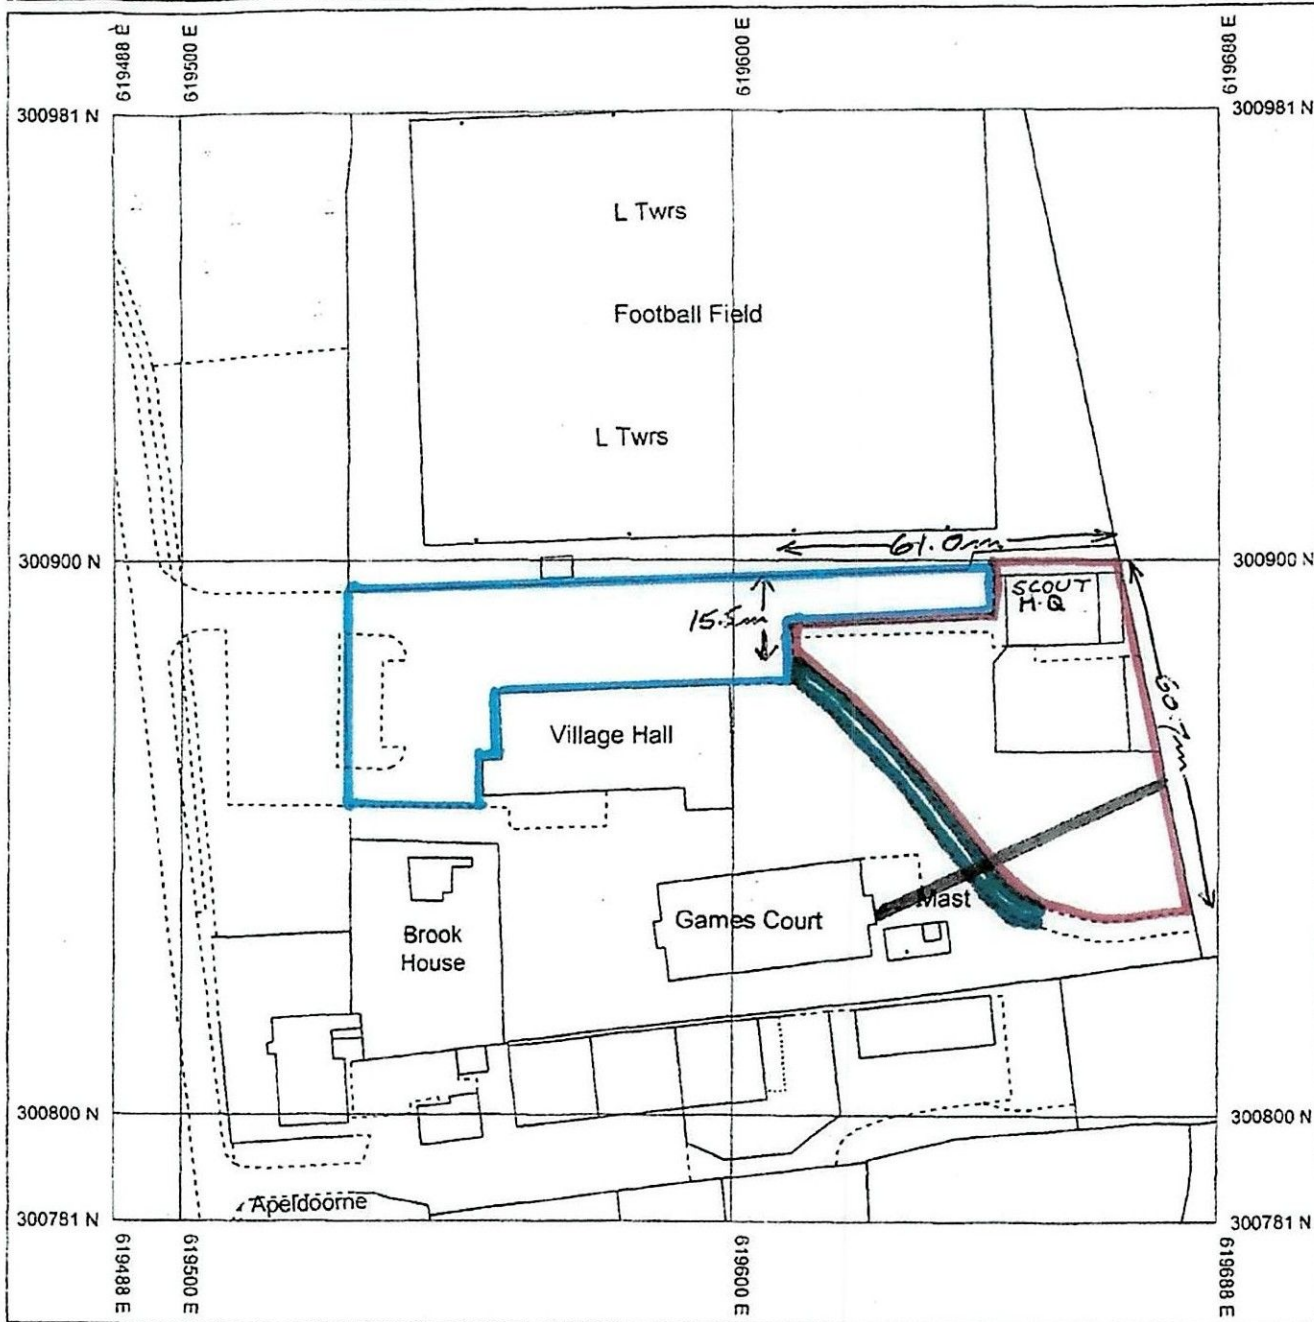 619488 E
619500 E
619600 E
619688 E
300981 N
300981 N
L Twrs
Football Field
L Twrs
61.0m
300900 N
300900 N
SCOUT
H.Q
15.5m
60.7m
Village Hall
Mast
Games Court
Brook
House
300800 N
300800 N
Apeldoorne
300781 N
300781 N
619488 E
619500 E
619600 E
619688 E